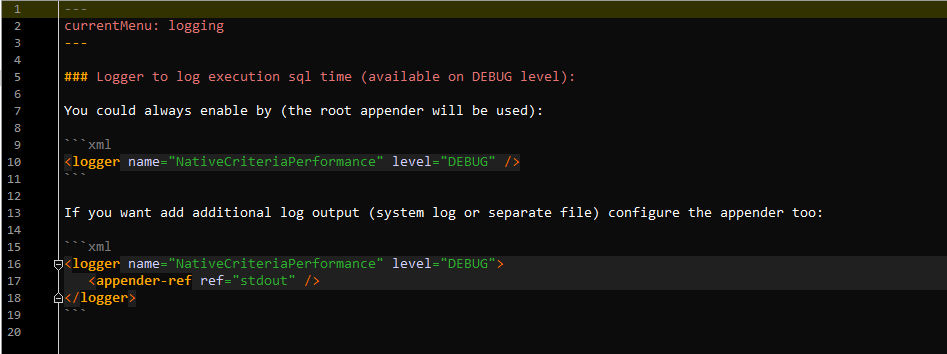 1 ---
2 currentMenu: logging
3 ---
4
5 ### Logger to log execution sql time (available on DEBUG level):
6
7 You could always enable by (the root appender will be used):
8
9 ```xml
10 <logger name="NativeCriteriaPerformance" level="DEBUG" />
11 ```
12
13 If you want add additional log output (system log or separate file) configure the appender too:
14
15 ```xml
16 <logger name="NativeCriteriaPerformance" level="DEBUG">
17    <appender-ref ref="stdout" />
18 </logger>
19 ```
20